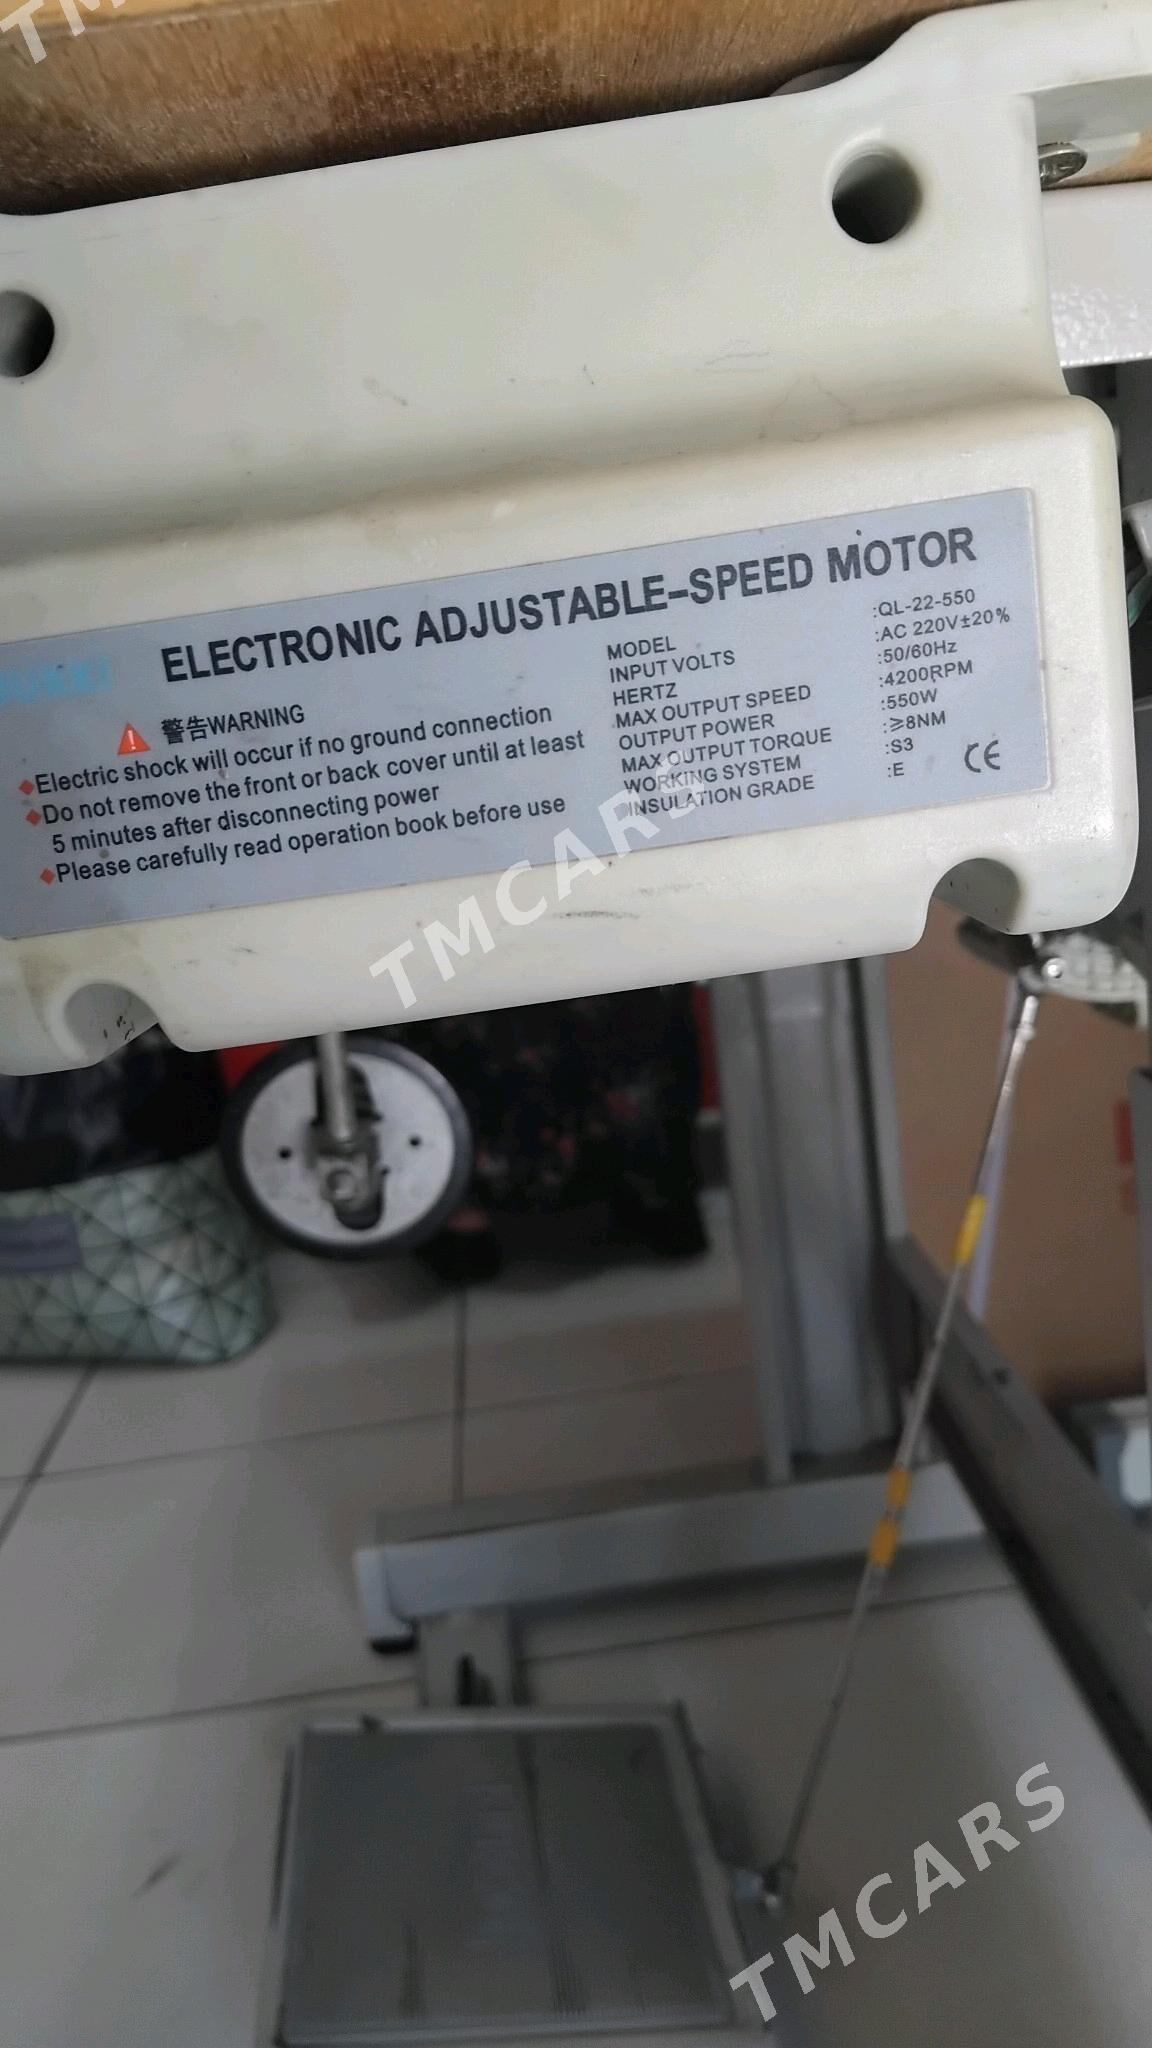 ELECTRONIC ADJUSTABLE-SPEED MOTOR
警告WARNING
Electric shock will occur if no ground connection
Do not remove the front or back cover until at least
5 minutes after disconnecting power
Please carefully read operation book before use
MODEL :QL-22-550
INPUT VOLTS :AC 220V±20%
HERTZ :50/60Hz
MAX OUTPUT SPEED :4200RPM
OUTPUT POWER :550W
MAX OUTPUT TORQUE :≥8NM
WORKING SYSTEM :S3
INSULATION GRADE :E
CE
TMCARS
TMCARS